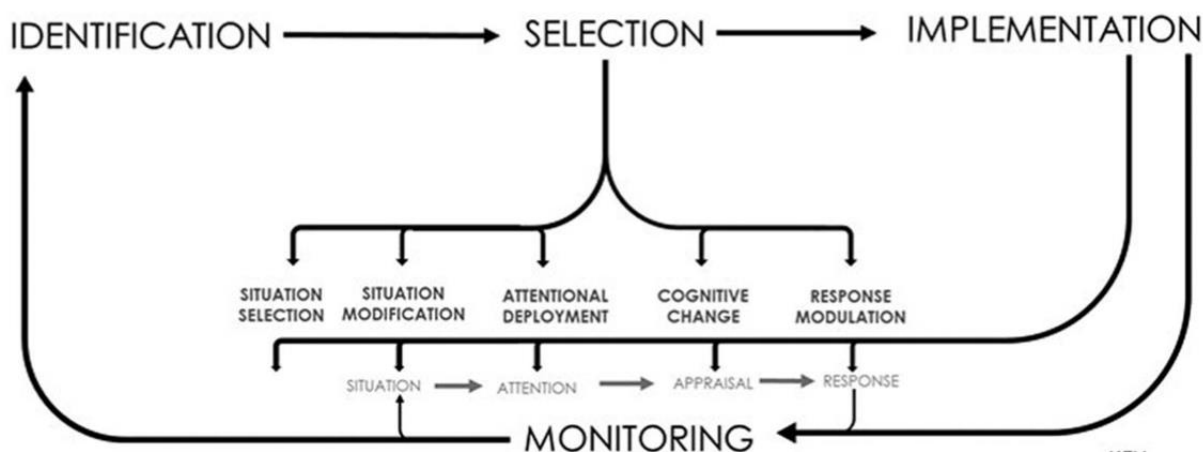 IDENTIFICATION
SELECTION
IMPLEMENTATION
SITUATION
SELECTION
SITUATION
MODIFICATION
ATTENTIONAL
DEPLOYMENT
COGNITIVE
CHANGE
RESPONSE
MODULATION
SITUATION
ATTENTION
APPRAISAL
RESPONSE
MONITORING